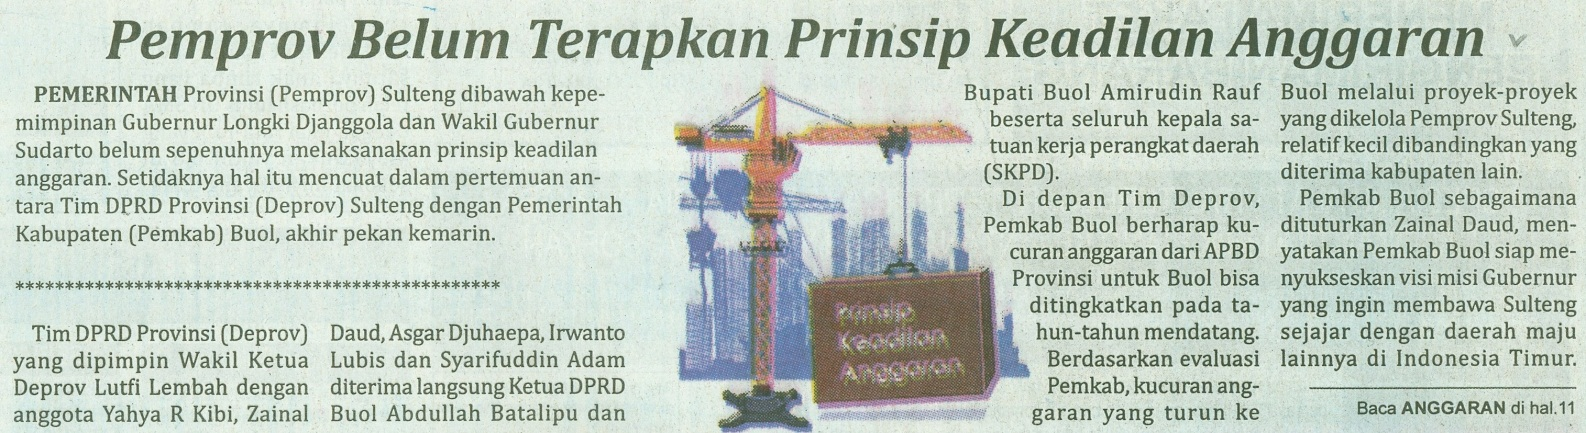 Pemprov Belum Terapkan Prinsip Keadilan Anggaran
PEMERINTAH Provinsi (Pemprov) Sulteng dibawah kepe-
mimpinan Gubernur Longki Djanggola dan Wakil Gubernur
Sudarto belum sepenuhnya melaksanakan prinsip keadilan
anggaran. Setidaknya hal itu mencuat dalam pertemuan an-
tara Tim DPRD Provinsi (Deprov) Sulteng dengan Pemerintah
Kabupaten (Pemkab) Buol, akhir pekan kemarin.
************************************************
Tim DPRD Provinsi (Deprov)
yang dipimpin Wakil Ketua
Deprov Lutfi Lembah dengan
anggota Yahya R Kibi, Zainal
Daud, Asgar Djuhaepa, Irwanto
Lubis dan Syarifuddin Adam
diterima langsung Ketua DPRD
Buol Abdullah Batalipu dan
Prinsip
Keadilan
Anggaran
Bupati Buol Amirudin Rauf
beserta seluruh kepala sa-
tuan kerja perangkat daerah
(SKPD).
Di depan Tim Deprov,
Pemkab Buol berharap ku-
curan anggaran dari APBD
Provinsi untuk Buol bisa
ditingkatkan pada ta-
hun-tahun mendatang.
Berdasarkan evaluasi
Pemkab, kucuran ang-
garan yang turun ke
Buol melalui proyek-proyek
yang dikelola Pemprov Sulteng,
relatif kecil dibandingkan yang
diterima kabupaten lain.
Pemkab Buol sebagaimana
dituturkan Zainal Daud, men-
yatakan Pemkab Buol siap me-
nyukseskan visi misi Gubernur
yang ingin membawa Sulteng
sejajar dengan daerah maju
lainnya di Indonesia Timur.
Baca ANGGARAN di hal.11